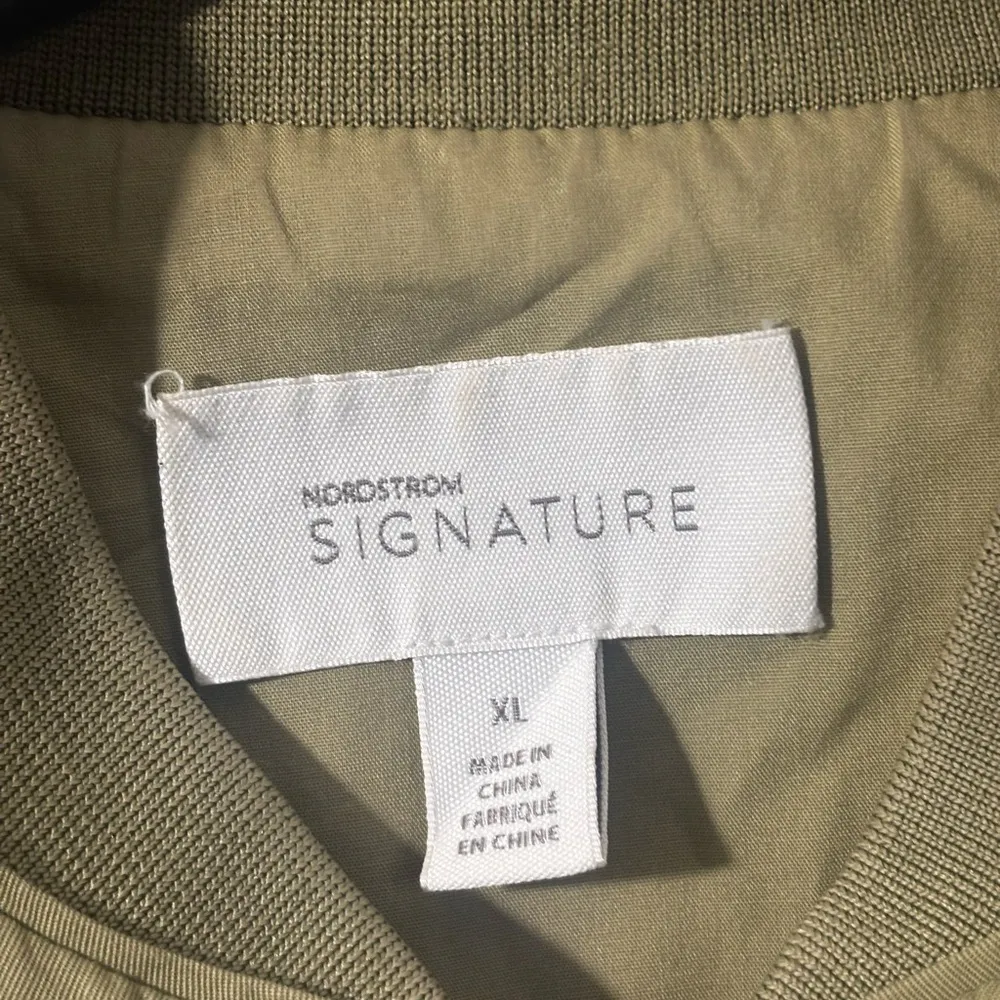 NORDSTROM
SIGNATURE
XL
MADE IN
CHINA
FABRIQUÉ
EN CHINE